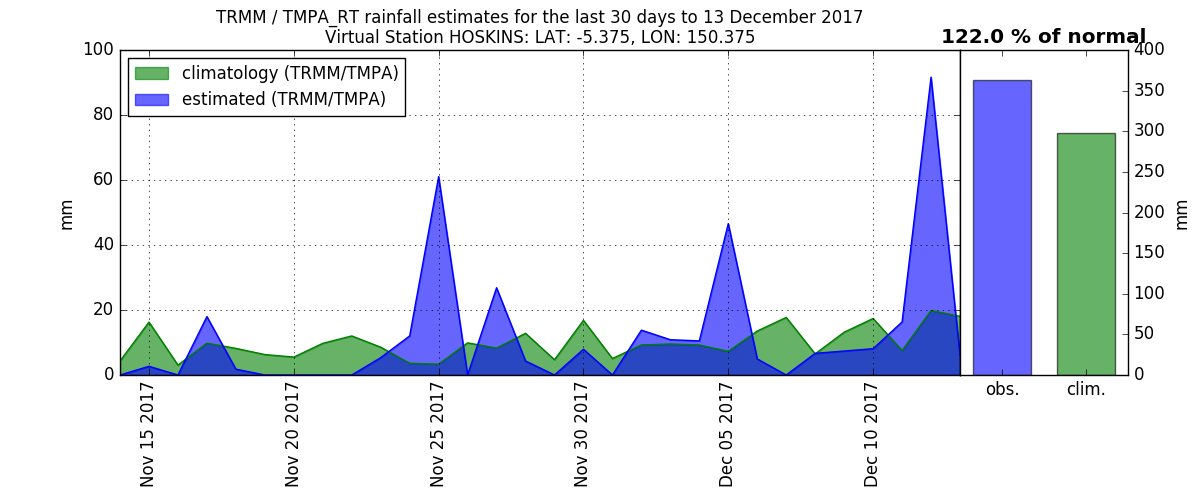 TRMM / TMPA_RT rainfall estimates for the last 30 days to 13 December 2017
Virtual Station HOSKINS: LAT: -5.375, LON: 150.375
122.0 % of normal
climatology (TRMM/TMPA)
estimated (TRMM/TMPA)
100
80
60
40
20
0
mm
Nov 15 2017
Nov 20 2017
Nov 25 2017
Nov 30 2017
Dec 05 2017
Dec 10 2017
obs.
clim.
400
350
300
250
200
150
100
50
0
mm